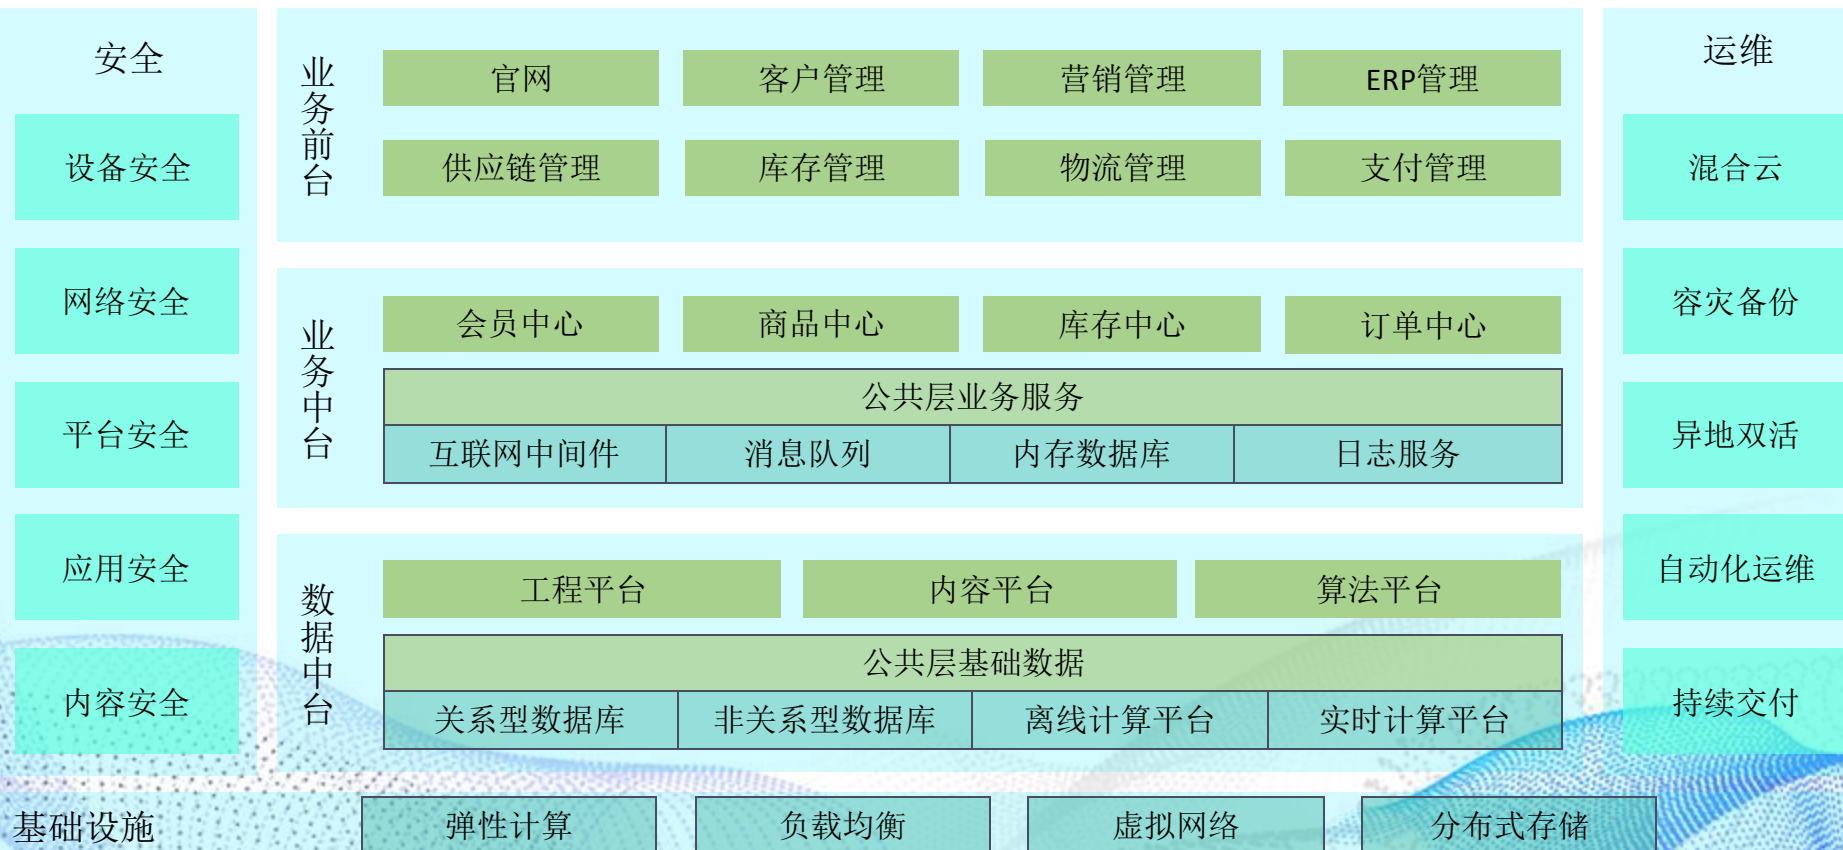 安全
设备安全
网络安全
平台安全
应用安全
内容安全
业务前台
官网
客户管理
营销管理
ERP管理
供应链管理
库存管理
物流管理
支付管理
业务中台
会员中心
商品中心
库存中心
订单中心
公共层业务服务
互联网中间件
消息队列
内存数据库
日志服务
数据中台
工程平台
内容平台
算法平台
公共层基础数据
关系型数据库
非关系型数据库
离线计算平台
实时计算平台
运维
混合云
容灾备份
异地双活
自动化运维
持续交付
基础设施
弹性计算
负载均衡
虚拟网络
分布式存储